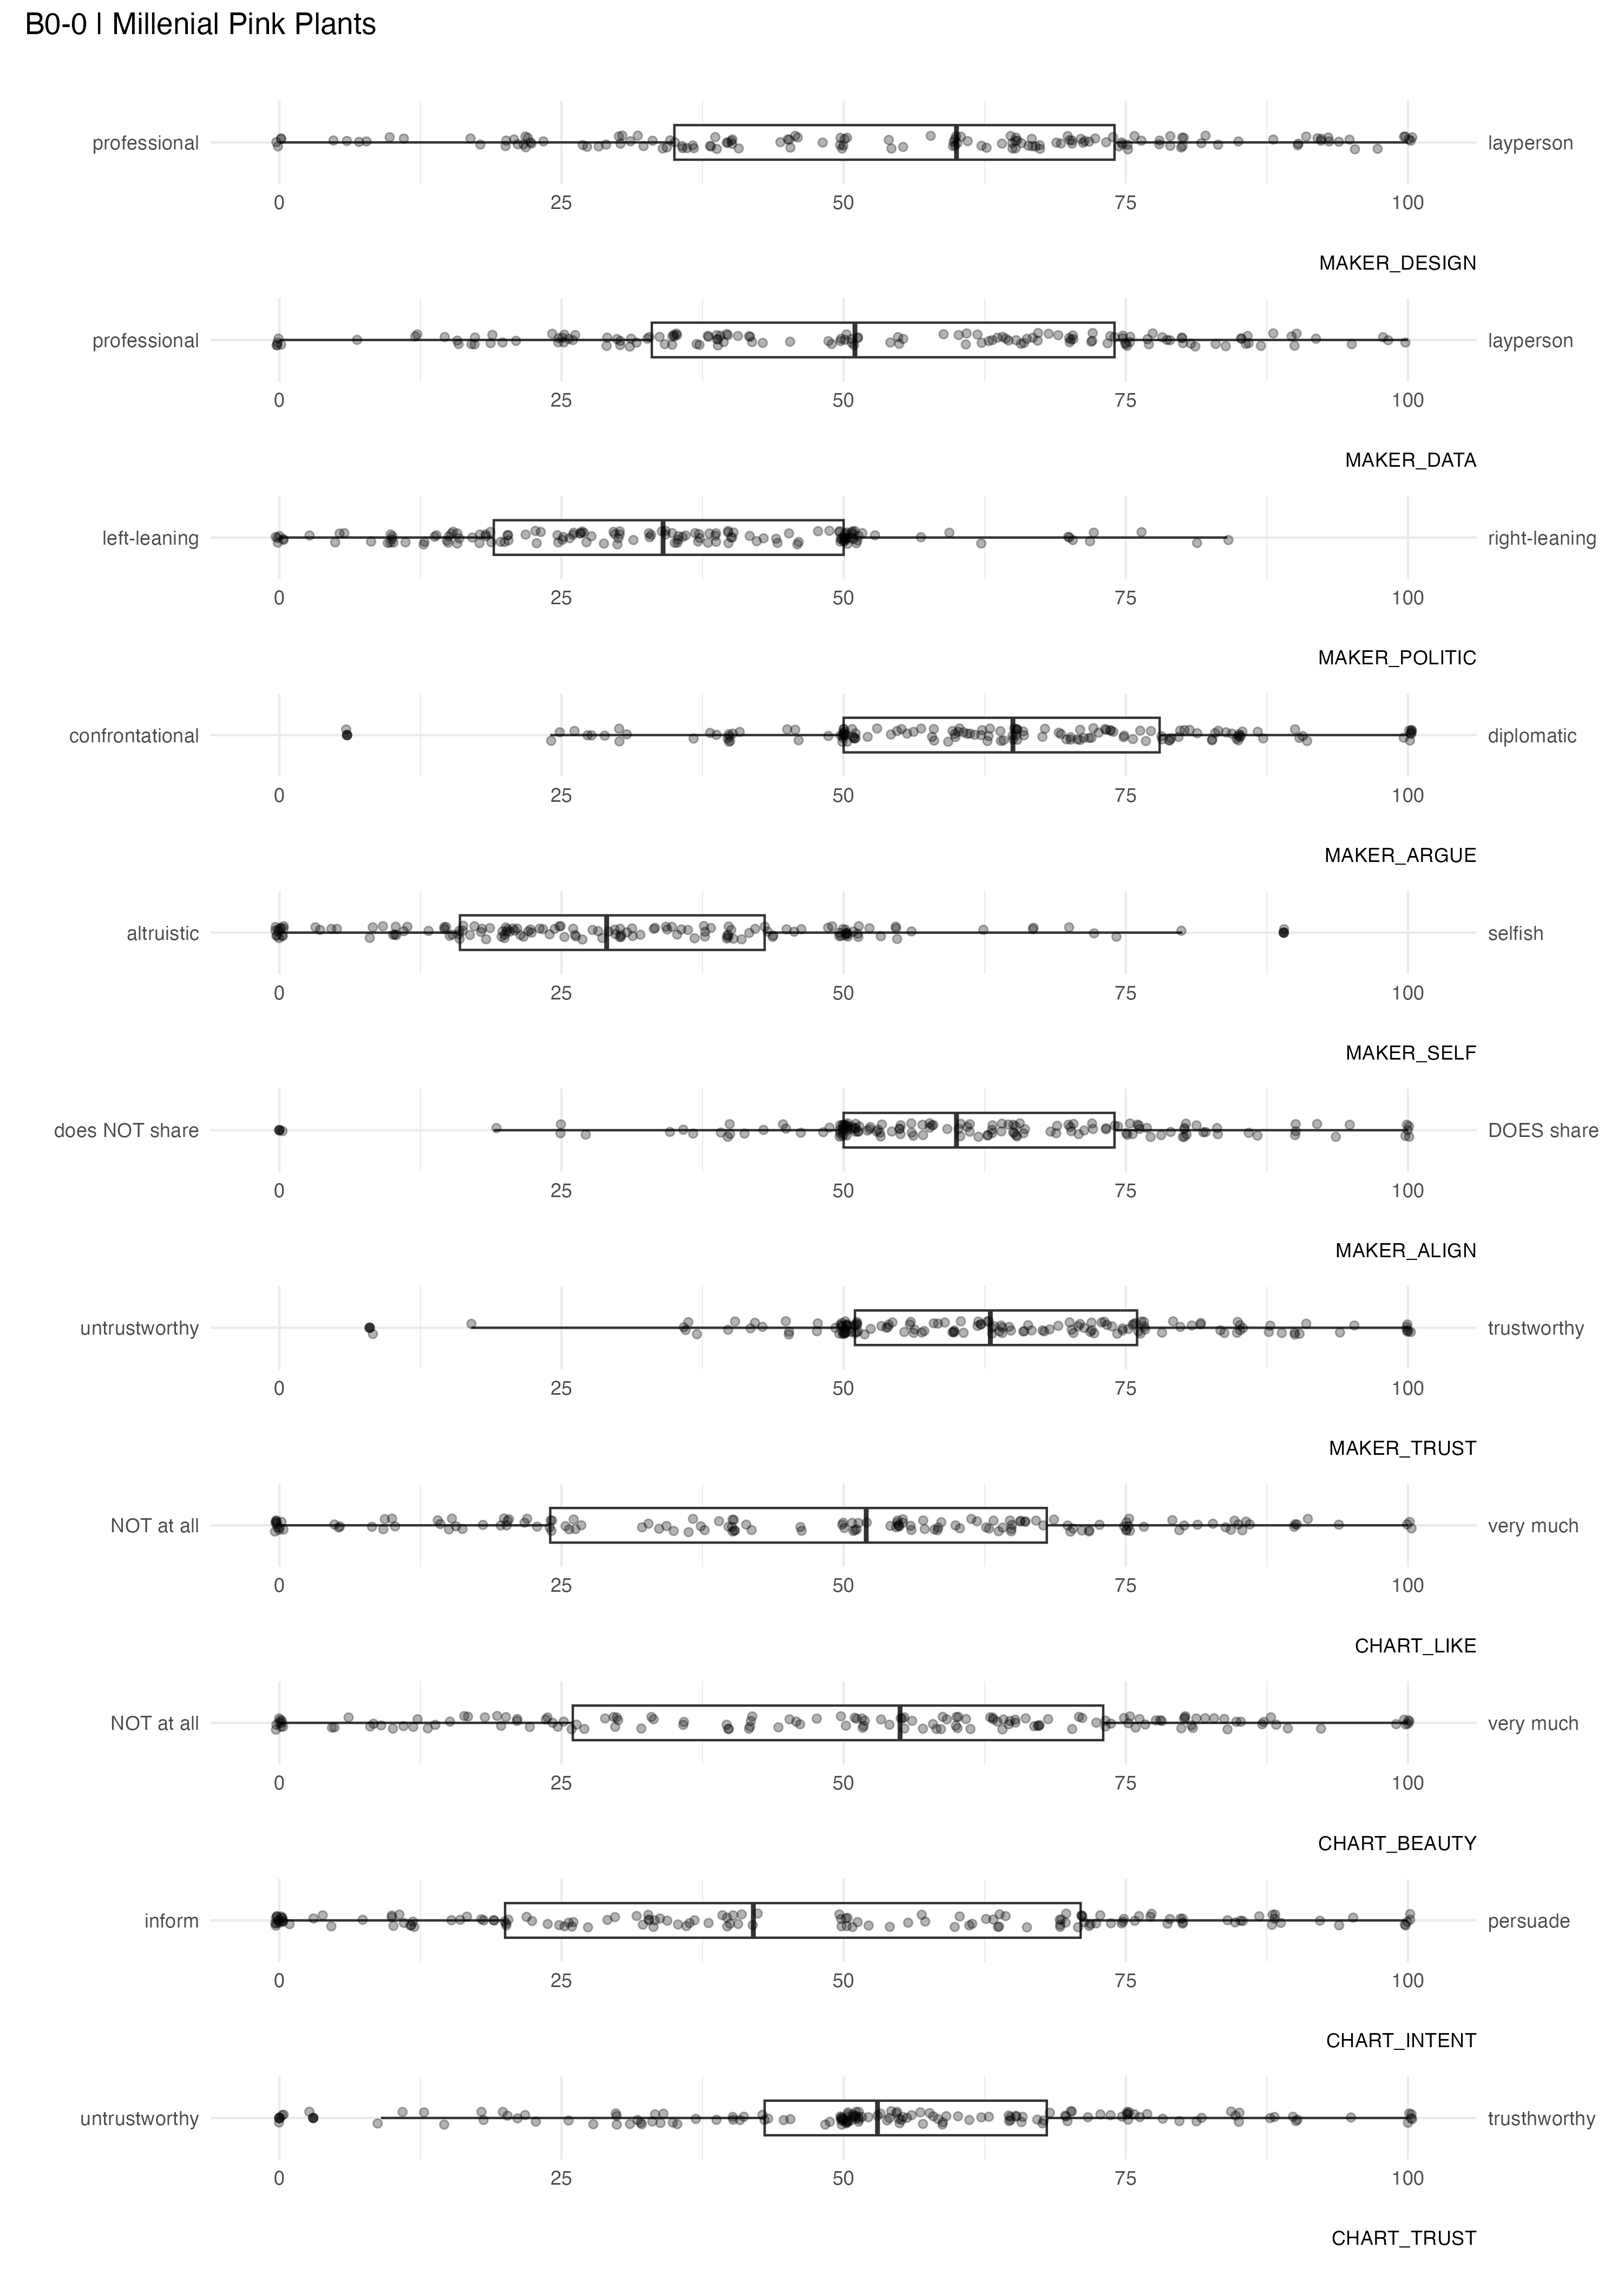 B0-0 | Millenial Pink Plants
professional layperson
0 25 50 75 100
MAKER_DESIGN
professional layperson
0 25 50 75 100
MAKER_DATA
left-leaning right-leaning
0 25 50 75 100
MAKER_POLITIC
confrontational diplomatic
0 25 50 75 100
MAKER_ARGUE
altruistic selfish
0 25 50 75 100
MAKER_SELF
does NOT share DOES share
0 25 50 75 100
MAKER_ALIGN
untrustworthy trustworthy
0 25 50 75 100
MAKER_TRUST
NOT at all very much
0 25 50 75 100
CHART_LIKE
NOT at all very much
0 25 50 75 100
CHART_BEAUTY
inform persuade
0 25 50 75 100
CHART_INTENT
untrustworthy trusthworthy
0 25 50 75 100
CHART_TRUST